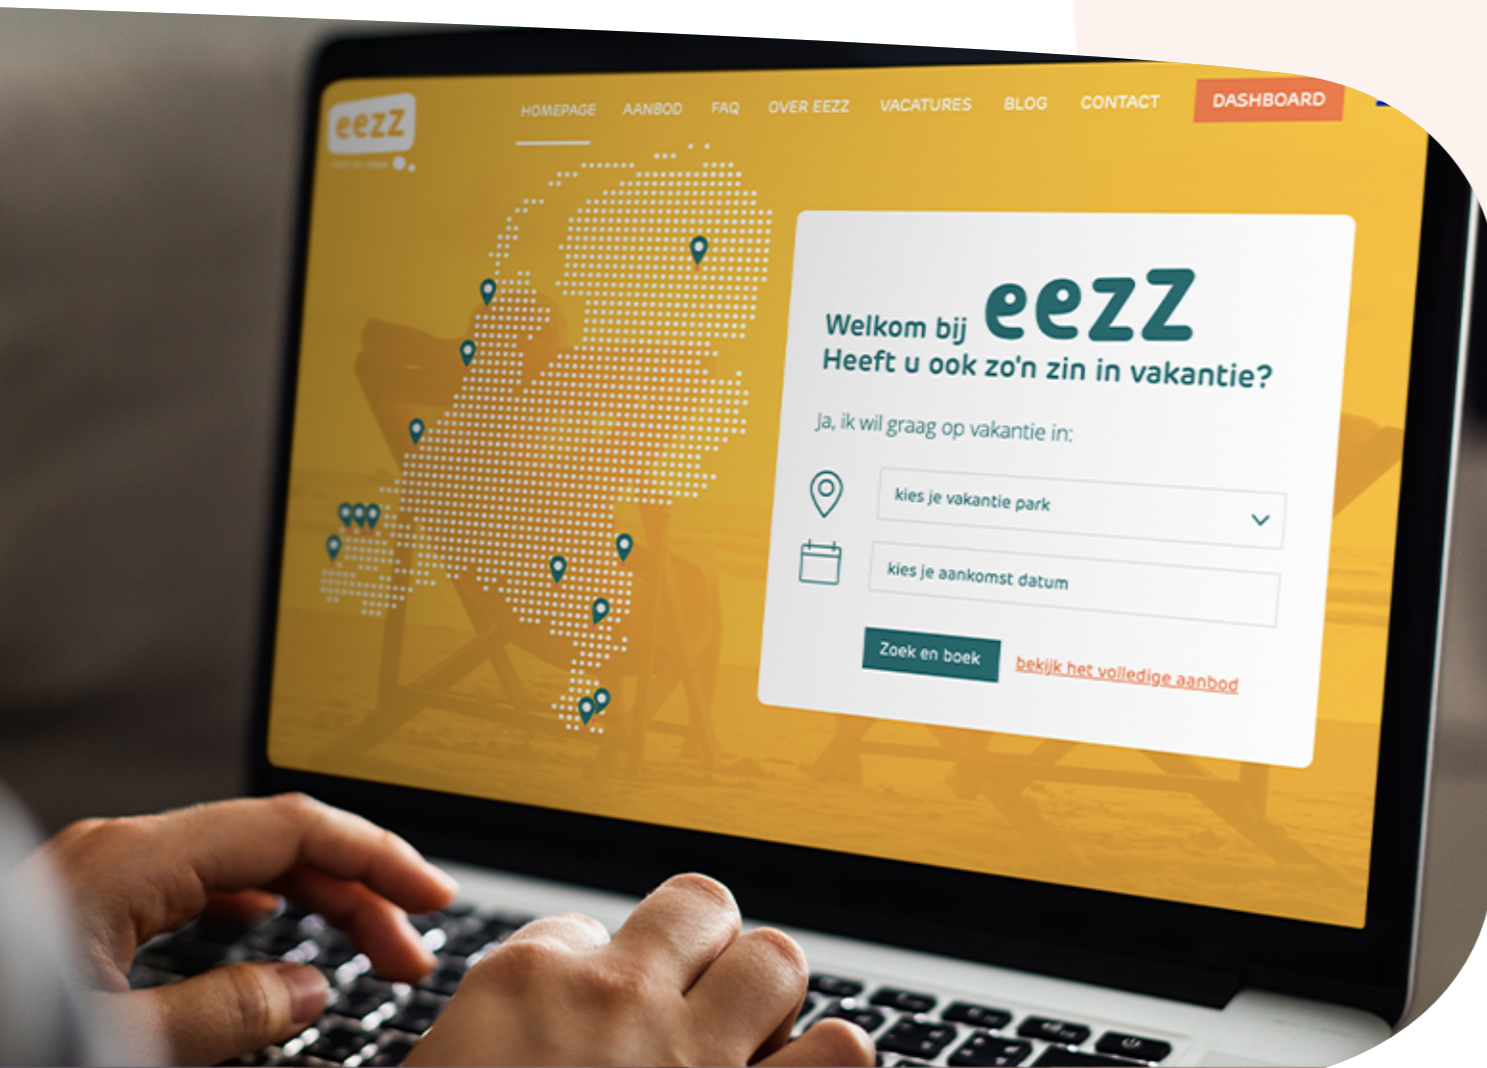 eezz
HOMEPAGE AANBOD FAQ OVER EEZZ VACATURES BLOG CONTACT DASHBOARD
Welkom bij eezz
Heeft u ook zo'n zin in vakantie?
Ja, ik wil graag op vakantie in:
kies je vakantie park
kies je aankomst datum
Zoek en boek bekijk het volledige aanbod